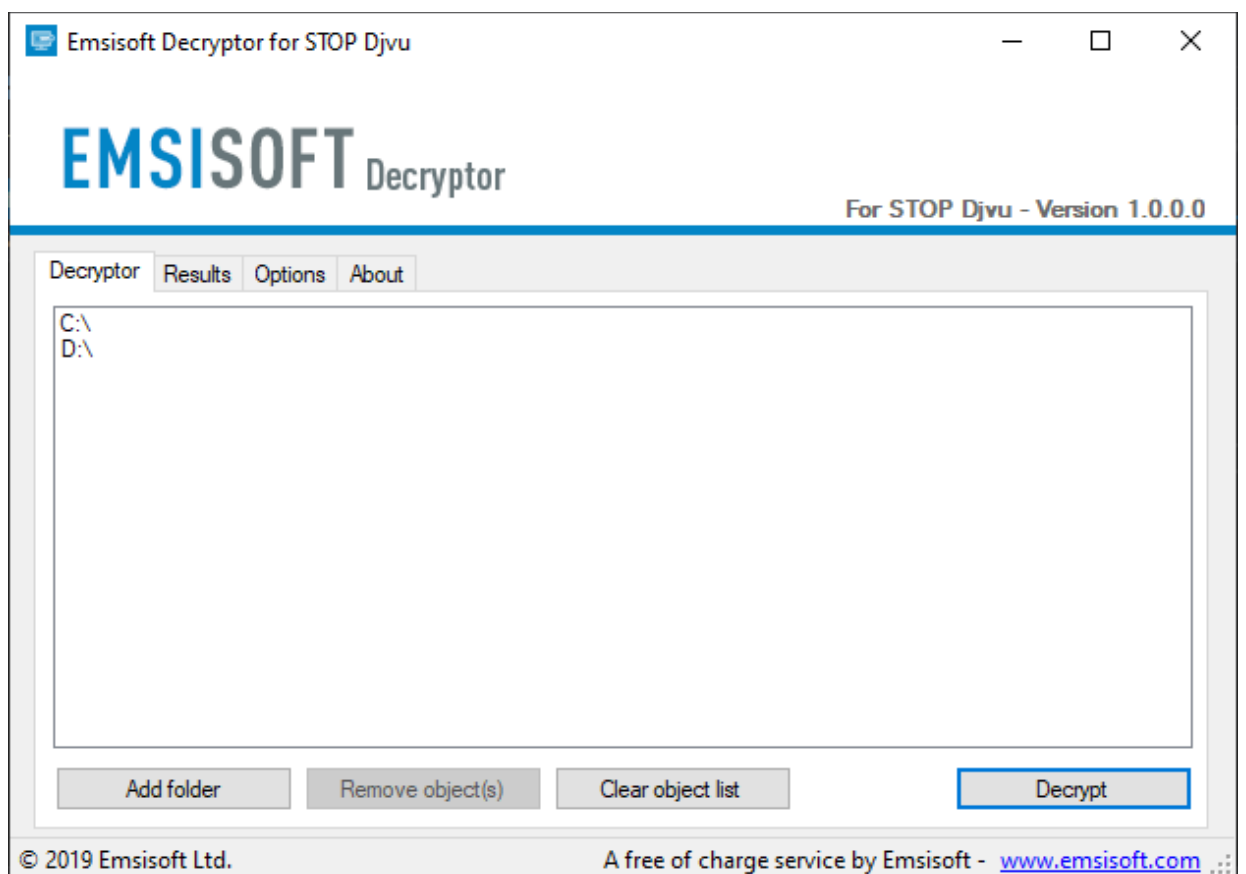 Emsisoft Decryptor for STOP Djvu
EMSISOFT Decryptor
For STOP Djvu - Version 1.0.0.0
Decryptor Results Options About
C:\
D:\
Add folder Remove object(s) Clear object list Decrypt
© 2019 Emsisoft Ltd. A free of charge service by Emsisoft - www.emsisoft.com